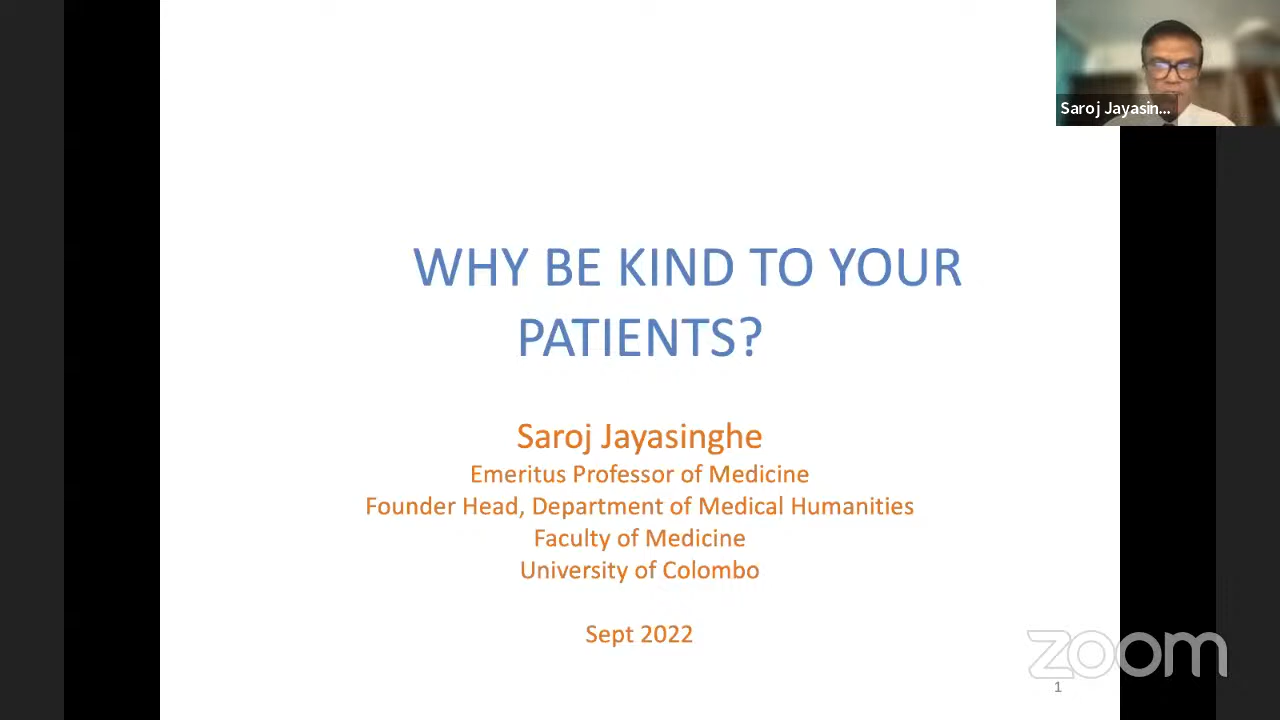 Saroj Jayasin...
WHY BE KIND TO YOUR
PATIENTS?
Saroj Jayasinghe
Emeritus Professor of Medicine
Founder Head, Department of Medical Humanities
Faculty of Medicine
University of Colombo
Sept 2022
zoom
1